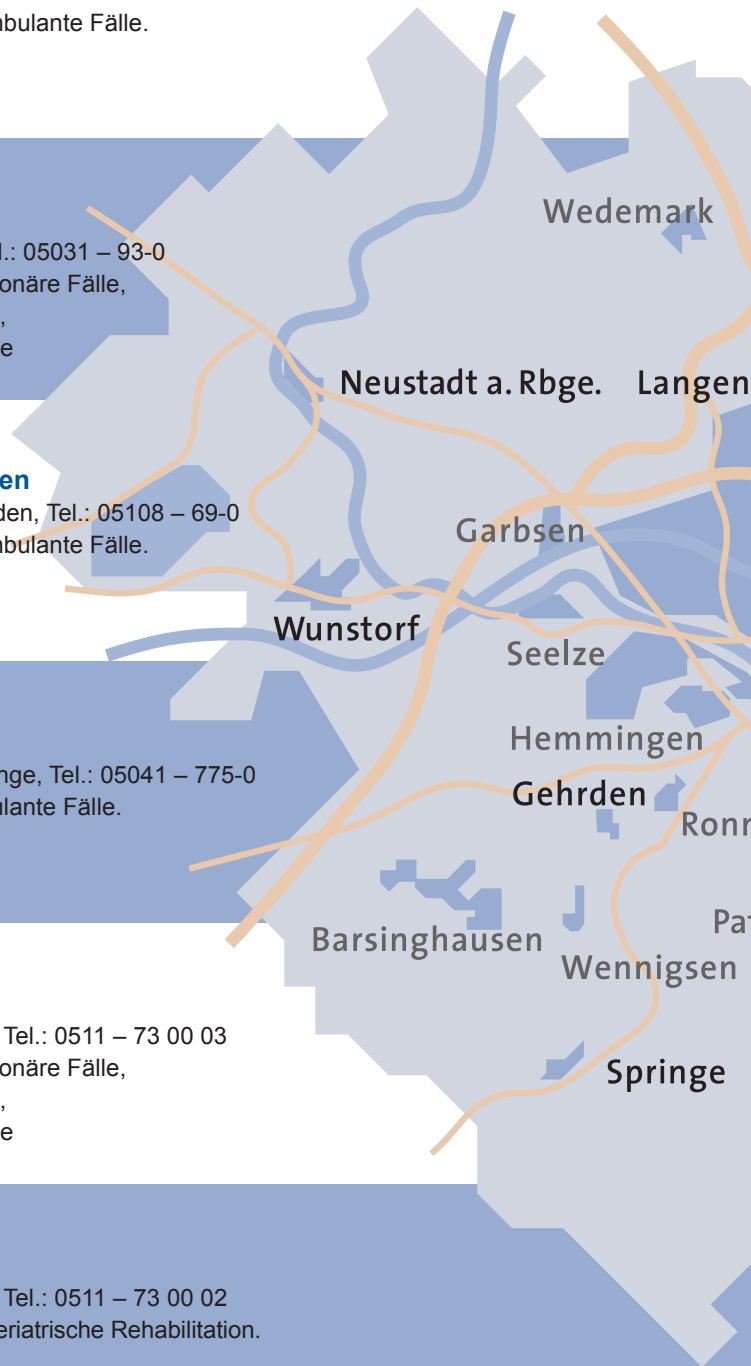 nbulante Fälle.
l.: 05031 – 93-0
onäre Fälle,
,
e
en
den, Tel.: 05108 – 69-0
nbulante Fälle.
nge, Tel.: 05041 – 775-0
ulante Fälle.
Tel.: 0511 – 73 00 03
onäre Fälle,
,
e
Tel.: 0511 – 73 00 02
eriatrische Rehabilitation.
Wedemark
Neustadt a. Rbge. Langen
Garbsen
Wunstorf
Seelze
Hemmingen
Gehrden
Ronn
Pat
Barsinghausen
Wennigsen
Springe